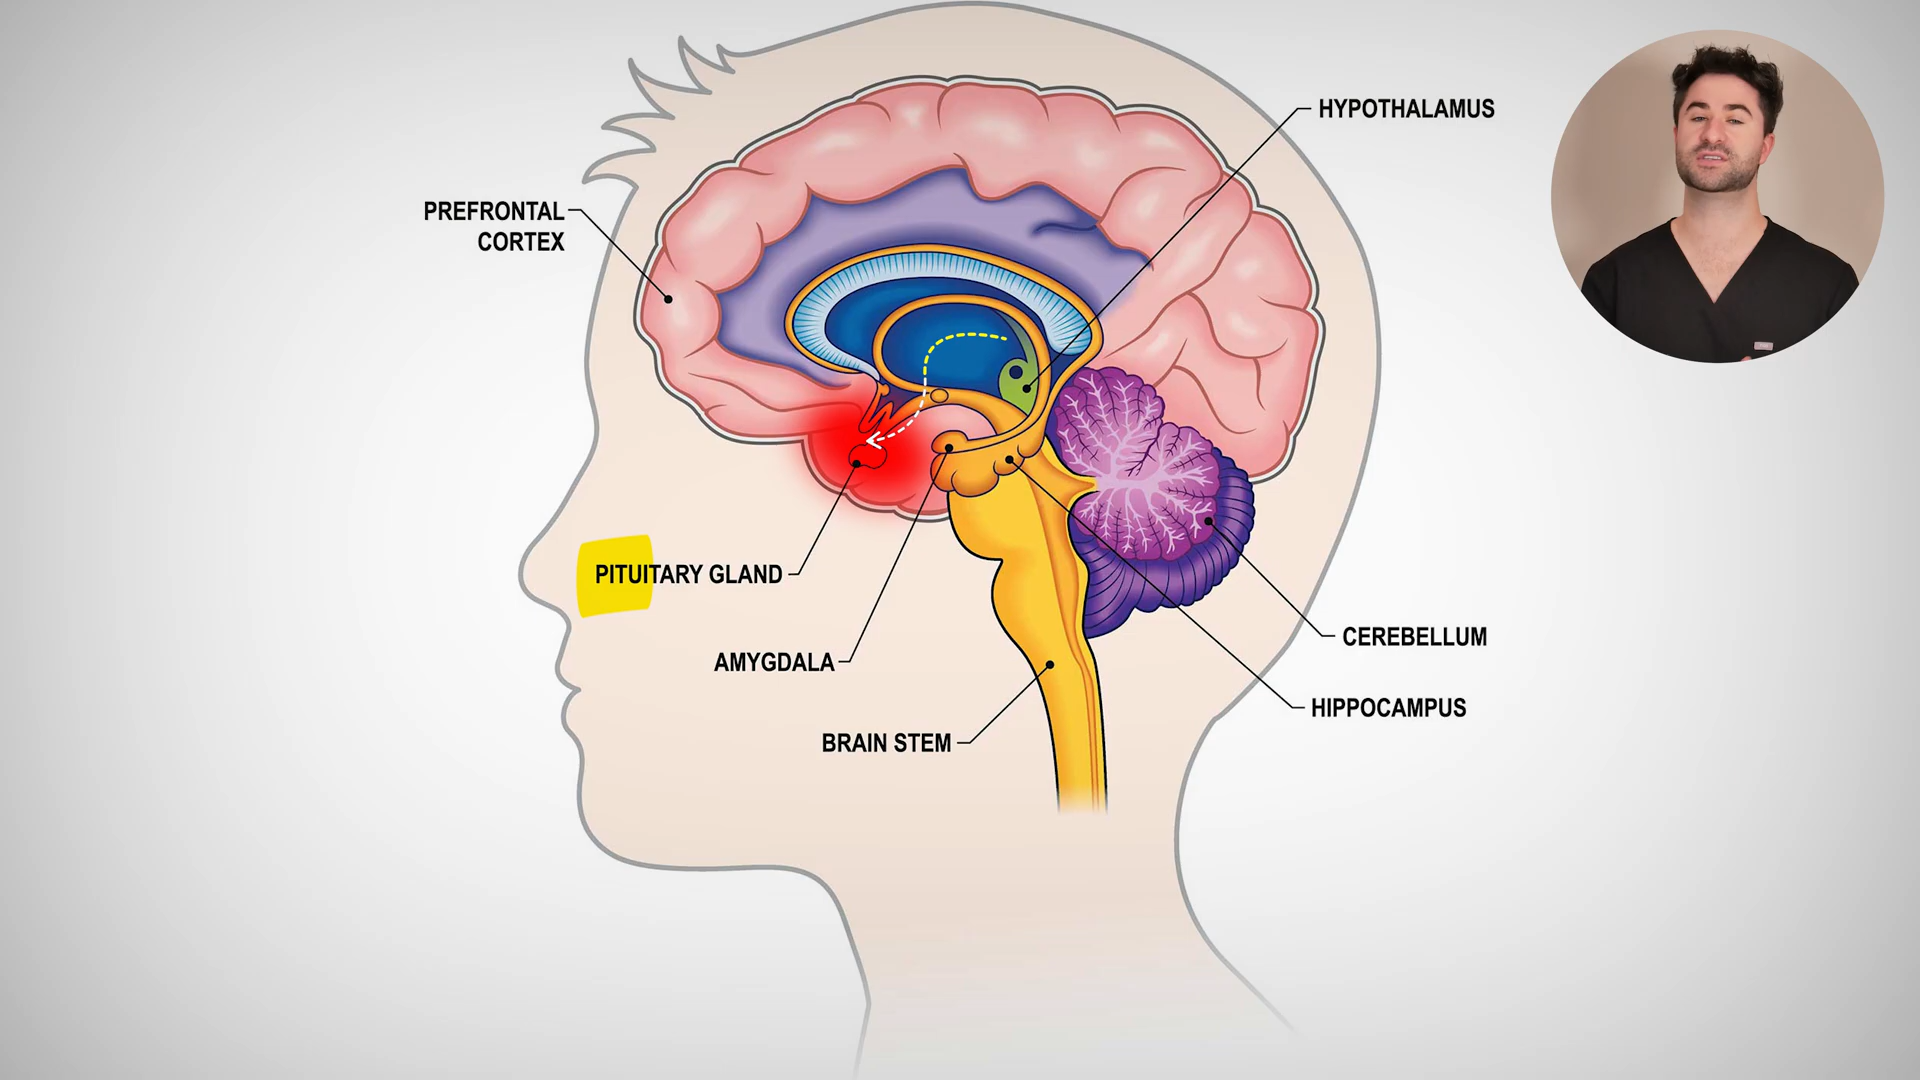 HYPOTHALAMUS
PREFRONTAL
CORTEX
PITUITARY GLAND
CEREBELLUM
AMYGDALA
HIPPOCAMPUS
BRAIN STEM